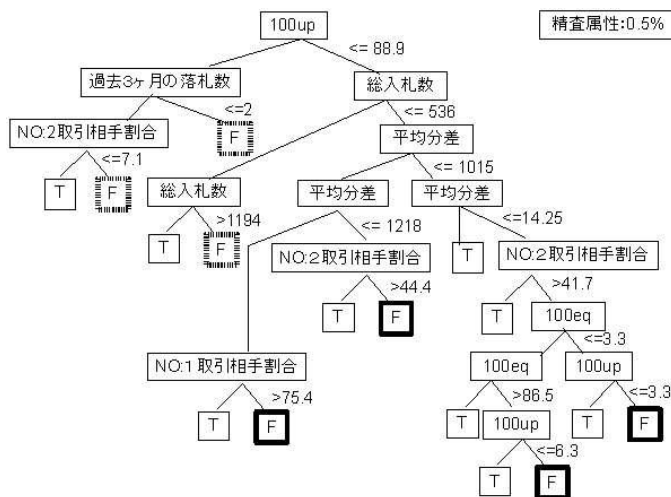 100up
精査属性:0.5%
<= 88.9
過去3ヶ月の落札数
総入札数
<=2
<= 536
NO:2取引相手割合
F
平均分差
<=7.1
<= 1015
T
F
総入札数
平均分差
平均分差
>1194
<= 1218
<=14.25
T
F
NO:2取引相手割合
T
NO:2取引相手割合
>44.4
>41.7
T
F
T
100eq
<=3.3
NO:1取引相手割合
100eq
100up
>75.4
>86.5
<=3.3
T
F
T
100up
T
F
<=6.3
T
F